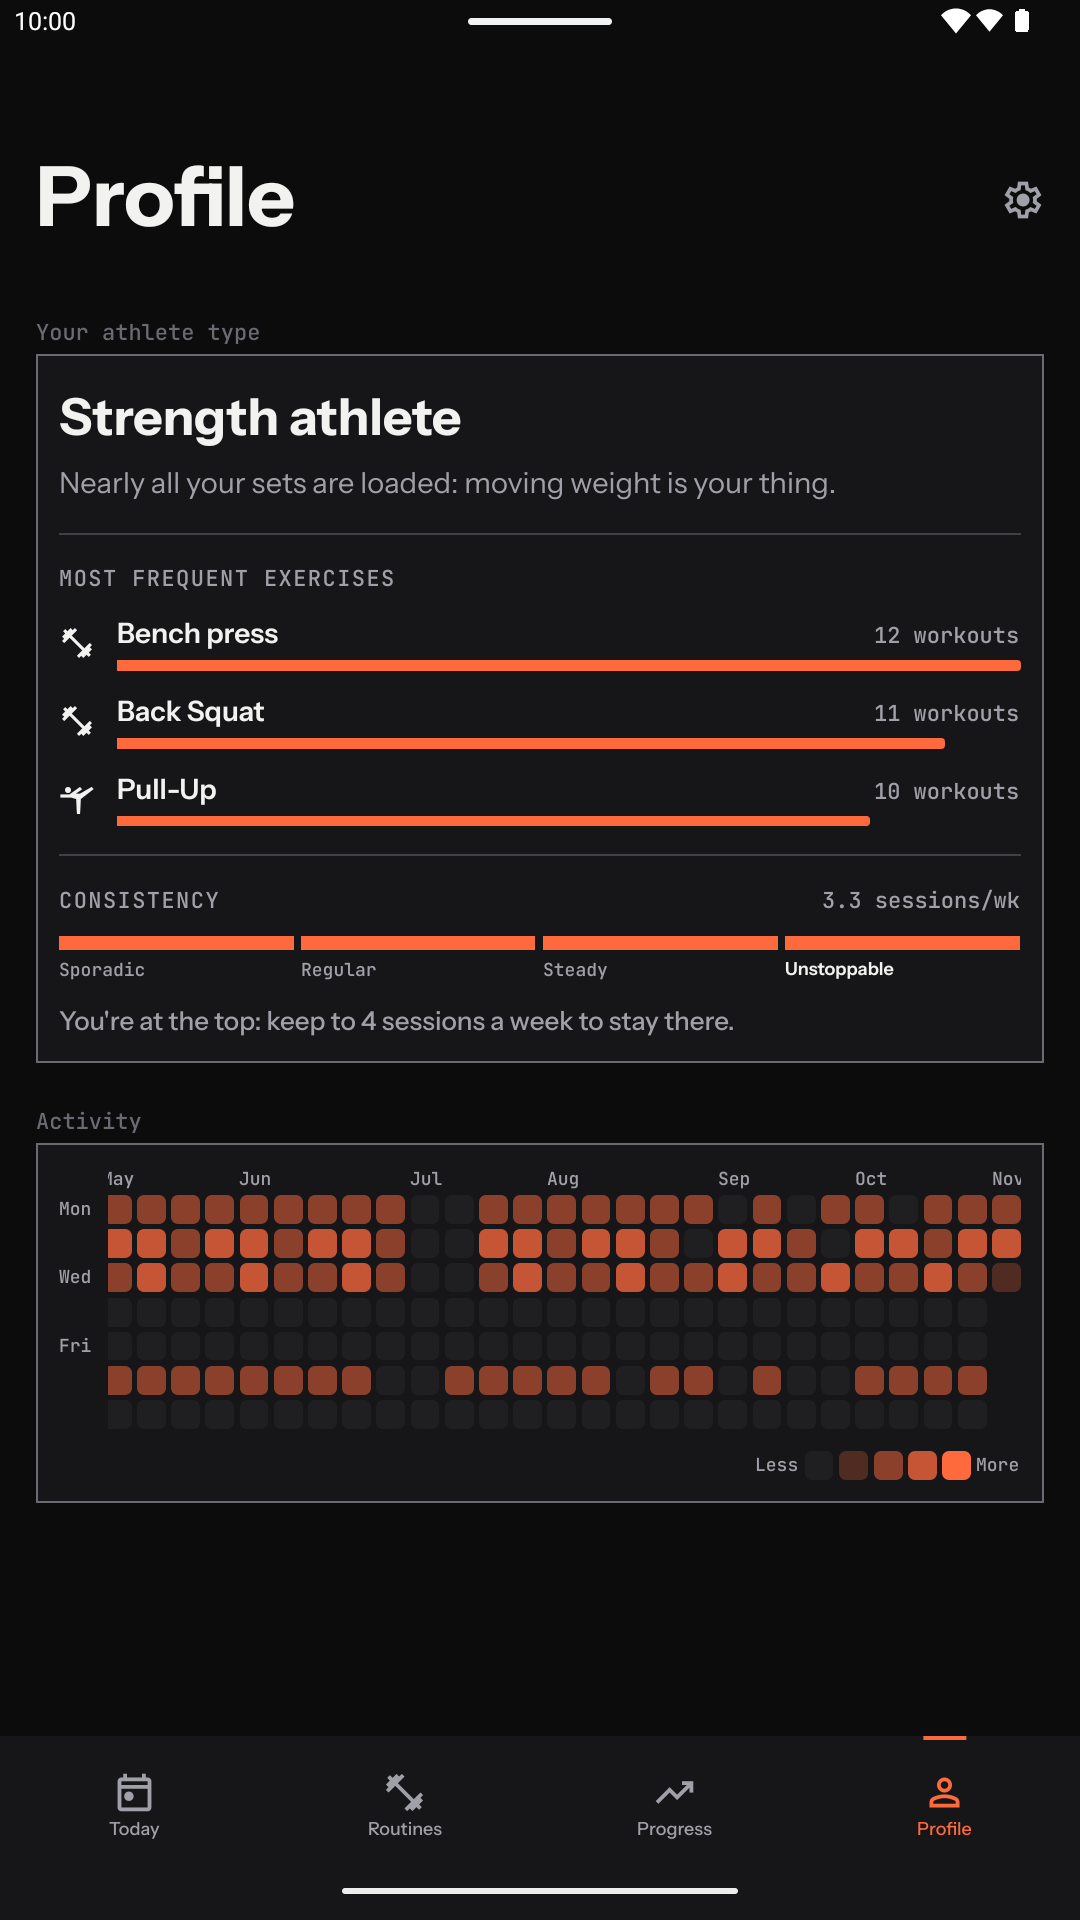 10:00
Profile
Your athlete type
Strength athlete
Nearly all your sets are loaded: moving weight is your thing.
MOST FREQUENT EXERCISES
Bench press 12 workouts
Back Squat 11 workouts
Pull-Up 10 workouts
CONSISTENCY 3.3 sessions/wk
Sporadic Regular Steady Unstoppable
You're at the top: keep to 4 sessions a week to stay there.
Activity
May Jun Jul Aug Sep Oct Nov
Mon
Wed
Fri
Less More
Today Routines Progress Profile